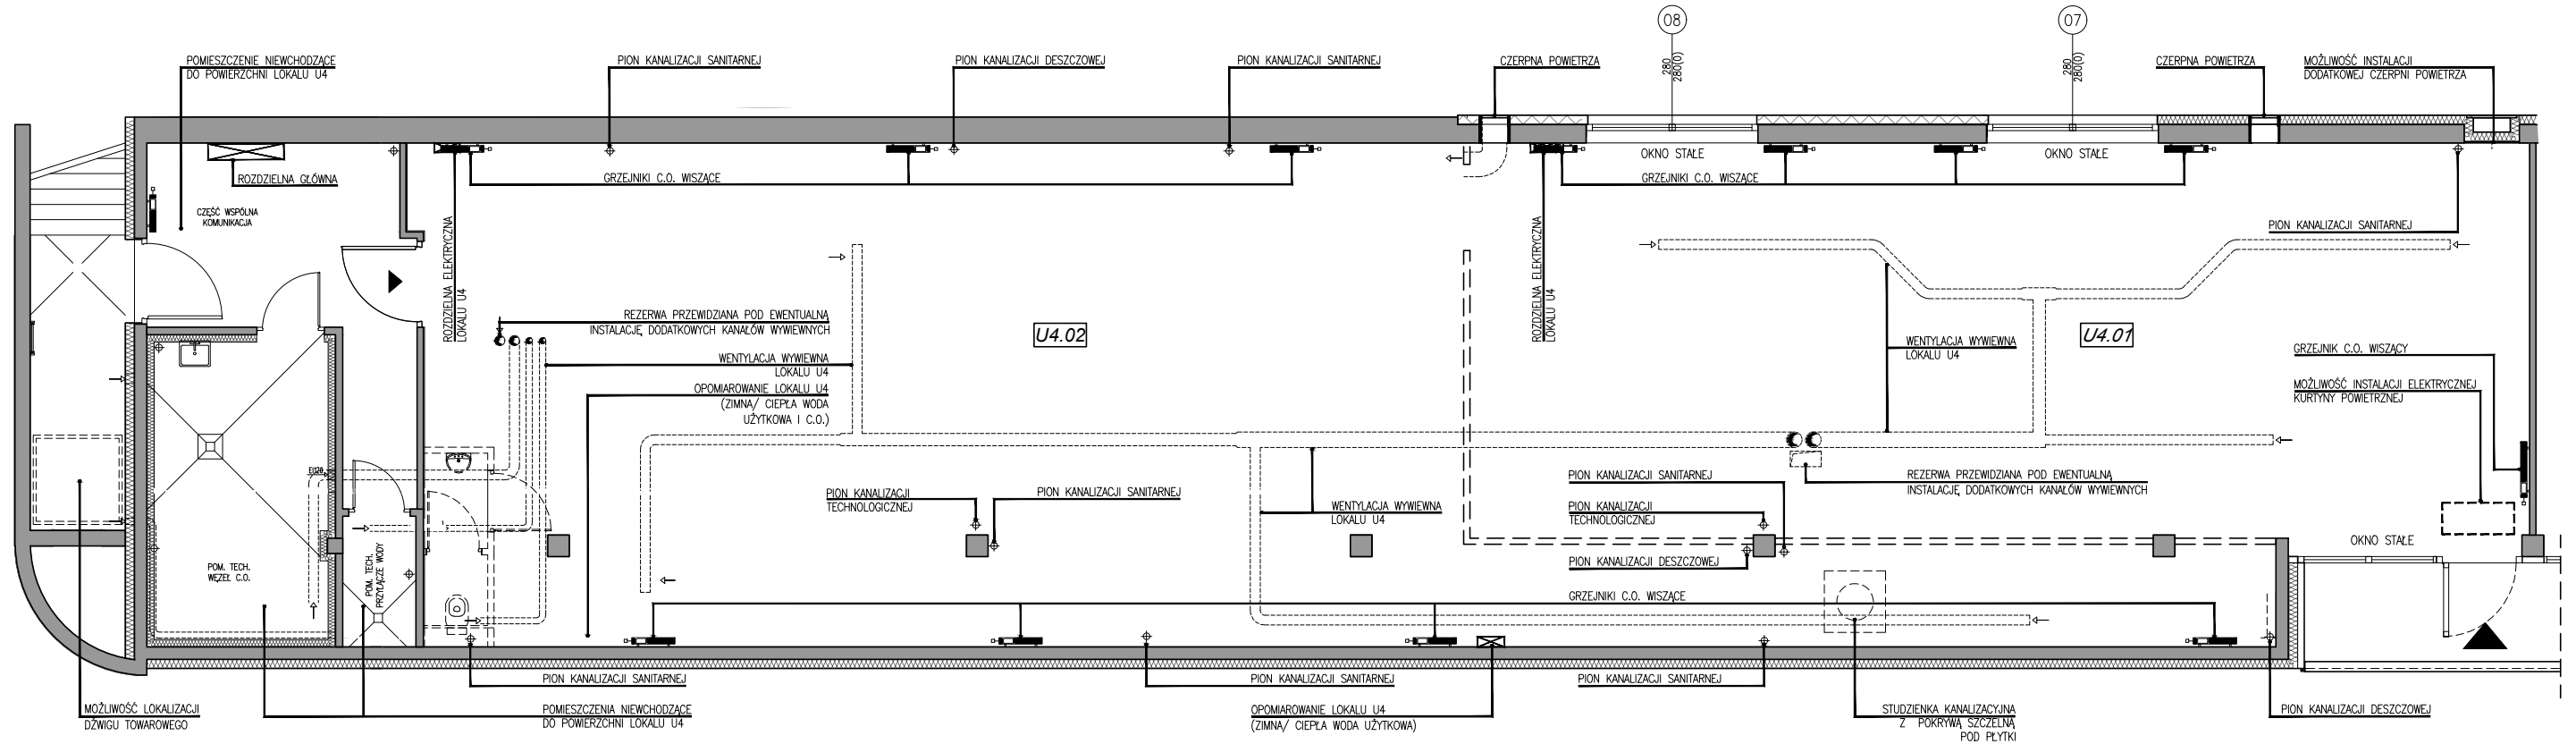 08
07
280
280(0)
280
280(0)
POMIESZCZENIE NIEWCHODZĄCE
DO POWIERZCHNI LOKALU U4
PION KANALIZACJI SANITARNEJ
PION KANALIZACJI DESZCZOWEJ
PION KANALIZACJI SANITARNEJ
CZERPNA POWIETRZA
CZERPNA POWIETRZA
MOŻLIWOŚĆ INSTALACJI
DODATKOWEJ CZERPNI POWIETRZA
OKNO STAŁE
OKNO STAŁE
ROZDZIELNA GŁÓWNA
GRZEJNIKI C.O. WISZĄCE
GRZEJNIKI C.O. WISZĄCE
CZĘŚĆ WSPÓLNA
KOMUNIKACJA
ROZDZIELNA ELEKTRYCZNA
LOKALU U4
ROZDZIELNA ELEKTRYCZNA
LOKALU U4
PION KANALIZACJI SANITARNEJ
REZERWA PRZEWIDZIANA POD EWENTUALNĄ
INSTALACJĘ DODATKOWYCH KANAŁÓW WYWIEWNYCH
U4.02
U4.01
WENTYLACJA WYWIEWNA
LOKALU U4
WENTYLACJA WYWIEWNA
LOKALU U4
GRZEJNIK C.O. WISZĄCY
OPOMIAROWANIE LOKALU U4
(ZIMNA/ CIEPŁA WODA
UŻYTKOWA I C.O.)
MOŻLIWOŚĆ INSTALACJI ELEKTRYCZNEJ
KURTYNY POWIETRZNEJ
EI120
PION KANALIZACJI
TECHNOLOGICZNEJ
PION KANALIZACJI SANITARNEJ
WENTYLACJA WYWIEWNA
LOKALU U4
PION KANALIZACJI SANITARNEJ
PION KANALIZACJI
TECHNOLOGICZNEJ
REZERWA PRZEWIDZIANA POD EWENTUALNĄ
INSTALACJĘ DODATKOWYCH KANAŁÓW WYWIEWNYCH
PION KANALIZACJI DESZCZOWEJ
OKNO STAŁE
POM. TECH.
WĘZEŁ C.O.
POM. TECH.
PRZYŁĄCZE WODY
GRZEJNIKI C.O. WISZĄCE
PION KANALIZACJI SANITARNEJ
PION KANALIZACJI SANITARNEJ
PION KANALIZACJI SANITARNEJ
MOŻLIWOŚĆ LOKALIZACJI
DŹWIGU TOWAROWEGO
POMIESZCZENIA NIEWCHODZĄCE
DO POWIERZCHNI LOKALU U4
OPOMIAROWANIE LOKALU U4
(ZIMNA/ CIEPŁA WODA UŻYTKOWA)
STUDZIENKA KANALIZACYJNA
Z POKRYWĄ SZCZELNĄ
POD PŁYTKI
PION KANALIZACJI DESZCZOWEJ